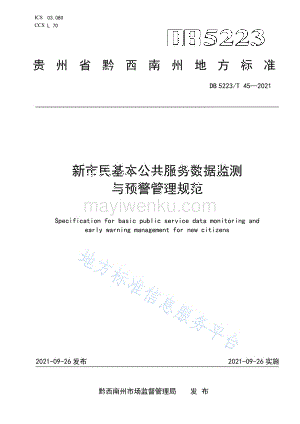 ICS 03.080
CCS L 70
DB5223
贵州省黔西南州地方标准
DB 5223/T 45—2021
新市民基本公共服务数据监测
与预警管理规范
Specification for basic public service data monitoring and
early warning management for new citizens
mayiwenku.com
地方标准信息服务平台
2021-09-26 发布
2021-09-26 实施
黔西南州市场监督管理局 发 布